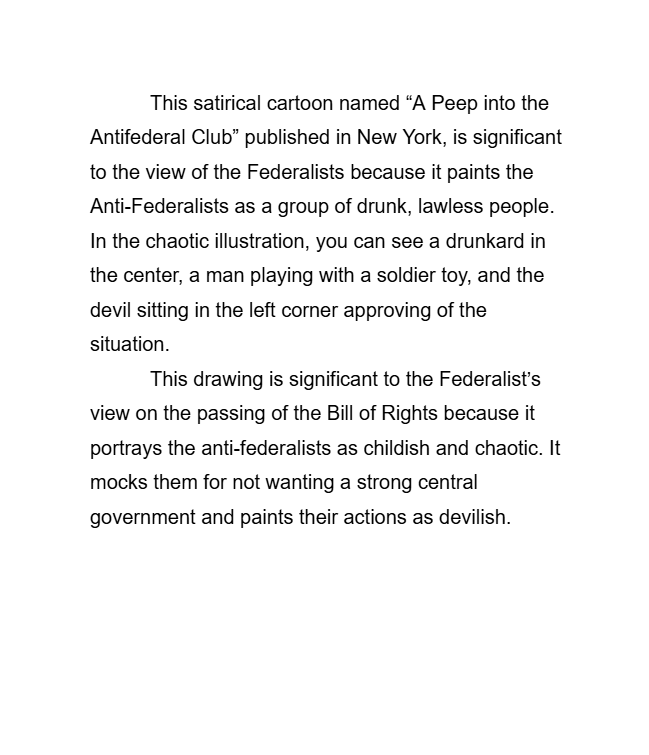 This satirical cartoon named “A Peep into the
Antifederal Club” published in New York, is significant
to the view of the Federalists because it paints the
Anti-Federalists as a group of drunk, lawless people.
In the chaotic illustration, you can see a drunkard in
the center, a man playing with a soldier toy, and the
devil sitting in the left corner approving of the
situation.
This drawing is significant to the Federalist’s
view on the passing of the Bill of Rights because it
portrays the anti-federalists as childish and chaotic. It
mocks them for not wanting a strong central
government and paints their actions as devilish.